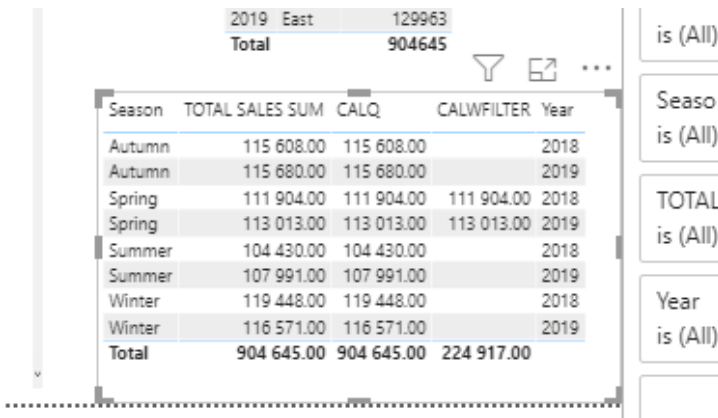 2019 East 129963
Total 904645
is (All)
Season TOTAL SALES SUM CALQ CALWFILTER Year
Autumn 115 608.00 115 608.00 2018
Autumn 115 680.00 115 680.00 2019
Spring 111 904.00 111 904.00 111 904.00 2018
Spring 113 013.00 113 013.00 113 013.00 2019
Summer 104 430.00 104 430.00 2018
Summer 107 991.00 107 991.00 2019
Winter 119 448.00 119 448.00 2018
Winter 116 571.00 116 571.00 2019
Total 904 645.00 904 645.00 224 917.00
Seaso
is (All)
TOTAL
is (All)
Year
is (All)